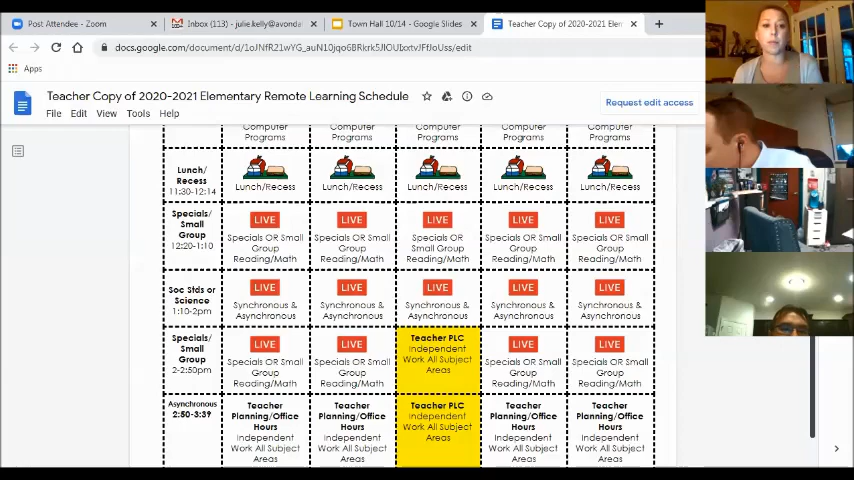 Post Attendee - Zoom
Inbox (113) - julie.kelly@avonda
Town Hall 10/14 - Google Slides
Teacher Copy of 2020-2021 Elem
docs.google.com/document/d/
/edit
Apps
Teacher Copy of 2020-2021 Elementary Remote Learning Schedule
Request edit access
File Edit View Tools Help
Computer Computer Computer Computer Computer
Programs Programs Programs Programs Programs
Lunch/
Recess
11:30-12:14
Lunch/Recess Lunch/Recess Lunch/Recess Lunch/Recess Lunch/Recess
Specials/
Small
Group
12:20-1:10
LIVE LIVE LIVE LIVE LIVE
Specials OR Small Specials OR Small Specials OR Specials OR Small Specials OR Small
Group Group Small Group Group Group
Reading/Math Reading/Math Reading/Math Reading/Math Reading/Math
Soc Stds or
Science
1:10-2pm
LIVE LIVE LIVE LIVE LIVE
Synchronous & Synchronous & Synchronous & Synchronous & Synchronous &
Asynchronous Asynchronous Asynchronous Asynchronous Asynchronous
Specials/
Small
Group
2-2:50pm
LIVE LIVE Teacher PLC LIVE LIVE
Specials OR Small Specials OR Small Independent Specials OR Small Specials OR Small
Group Group Work All Subject Group Group
Reading/Math Reading/Math Areas Reading/Math Reading/Math
Asynchronous
2:50-3:39
Teacher Teacher Teacher PLC Teacher Teacher
Planning/Office Planning/Office Independent Planning/Office Planning/Office
Hours Hours Work All Subject Hours Hours
Independent Independent Areas Independent Independent
Work All Subject Work All Subject Work All Subject Work All Subject
Areas Areas Areas Areas